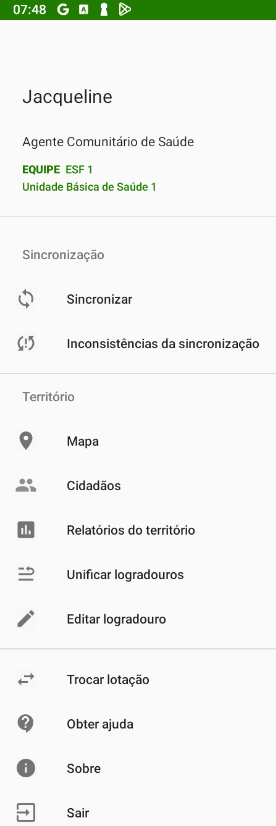 07:48
Jacqueline
Agente Comunitário de Saúde
EQUIPE ESF 1
Unidade Básica de Saúde 1
Sincronização
Sincronizar
Inconsistências da sincronização
Território
Mapa
Cidadãos
Relatórios do território
Unificar logradouros
Editar logradouro
Trocar lotação
Obter ajuda
Sobre
Sair